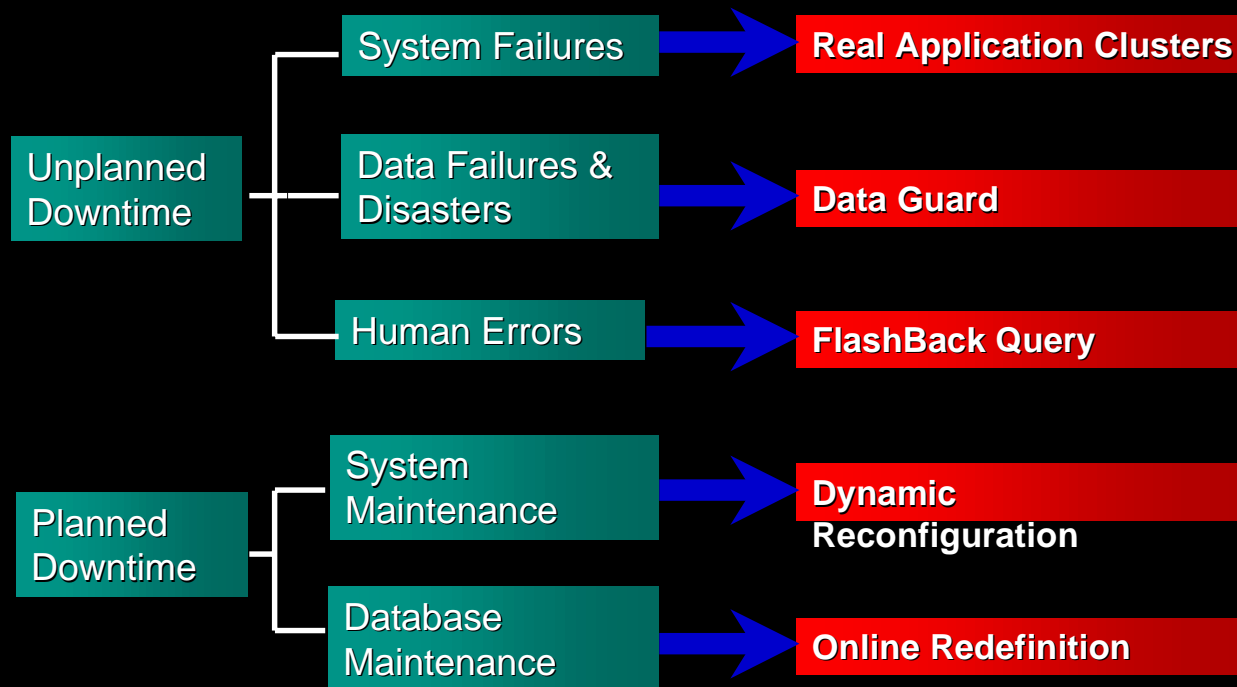 System Failures
Real Application Clusters
Unplanned
Downtime
Data Failures &
Disasters
Data Guard
Human Errors
FlashBack Query
Planned
Downtime
System
Maintenance
Dynamic
Reconfiguration
Database
Maintenance
Online Redefinition